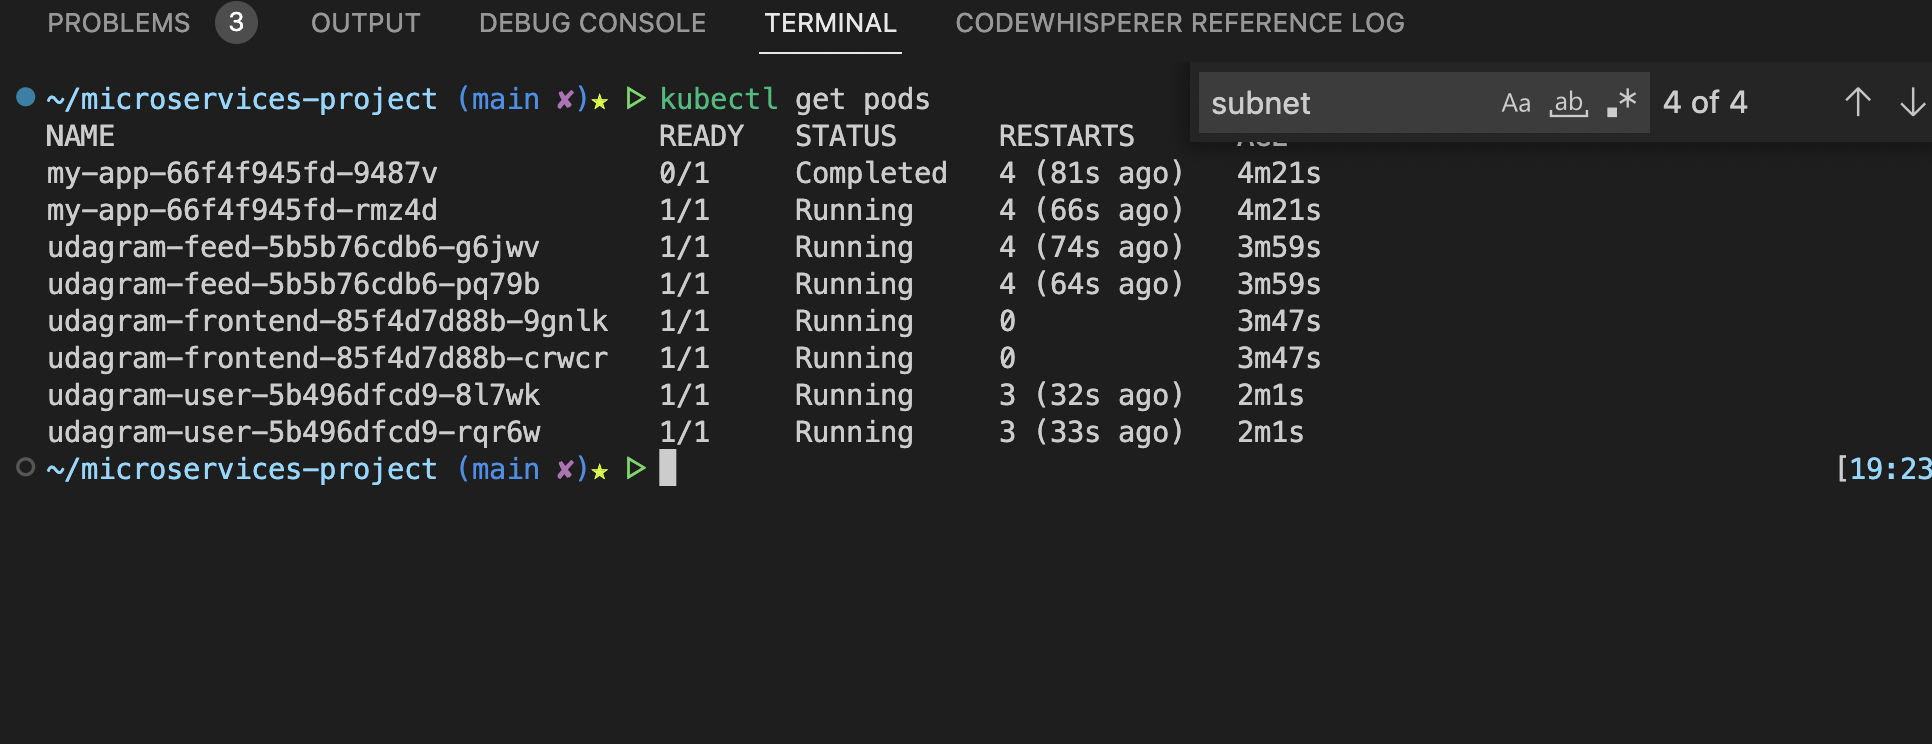 PROBLEMS 3 OUTPUT DEBUG CONSOLE TERMINAL CODEWHISPERER REFERENCE LOG
~/microservices-project (main ✘)★ ▷ kubectl get pods
subnet Aa ab .* 4 of 4 ↑ ↓
NAME READY STATUS RESTARTS AGE
my-app-66f4f945fd-9487v 0/1 Completed 4 (81s ago) 4m21s
my-app-66f4f945fd-rmz4d 1/1 Running 4 (66s ago) 4m21s
udagram-feed-5b5b76cdb6-g6jwv 1/1 Running 4 (74s ago) 3m59s
udagram-feed-5b5b76cdb6-pq79b 1/1 Running 4 (64s ago) 3m59s
udagram-frontend-85f4d7d88b-9gnlk 1/1 Running 0 3m47s
udagram-frontend-85f4d7d88b-crwcr 1/1 Running 0 3m47s
udagram-user-5b496dfcd9-8l7wk 1/1 Running 3 (32s ago) 2m1s
udagram-user-5b496dfcd9-rqr6w 1/1 Running 3 (33s ago) 2m1s
~/microservices-project (main ✘)★ ▷ [19:23